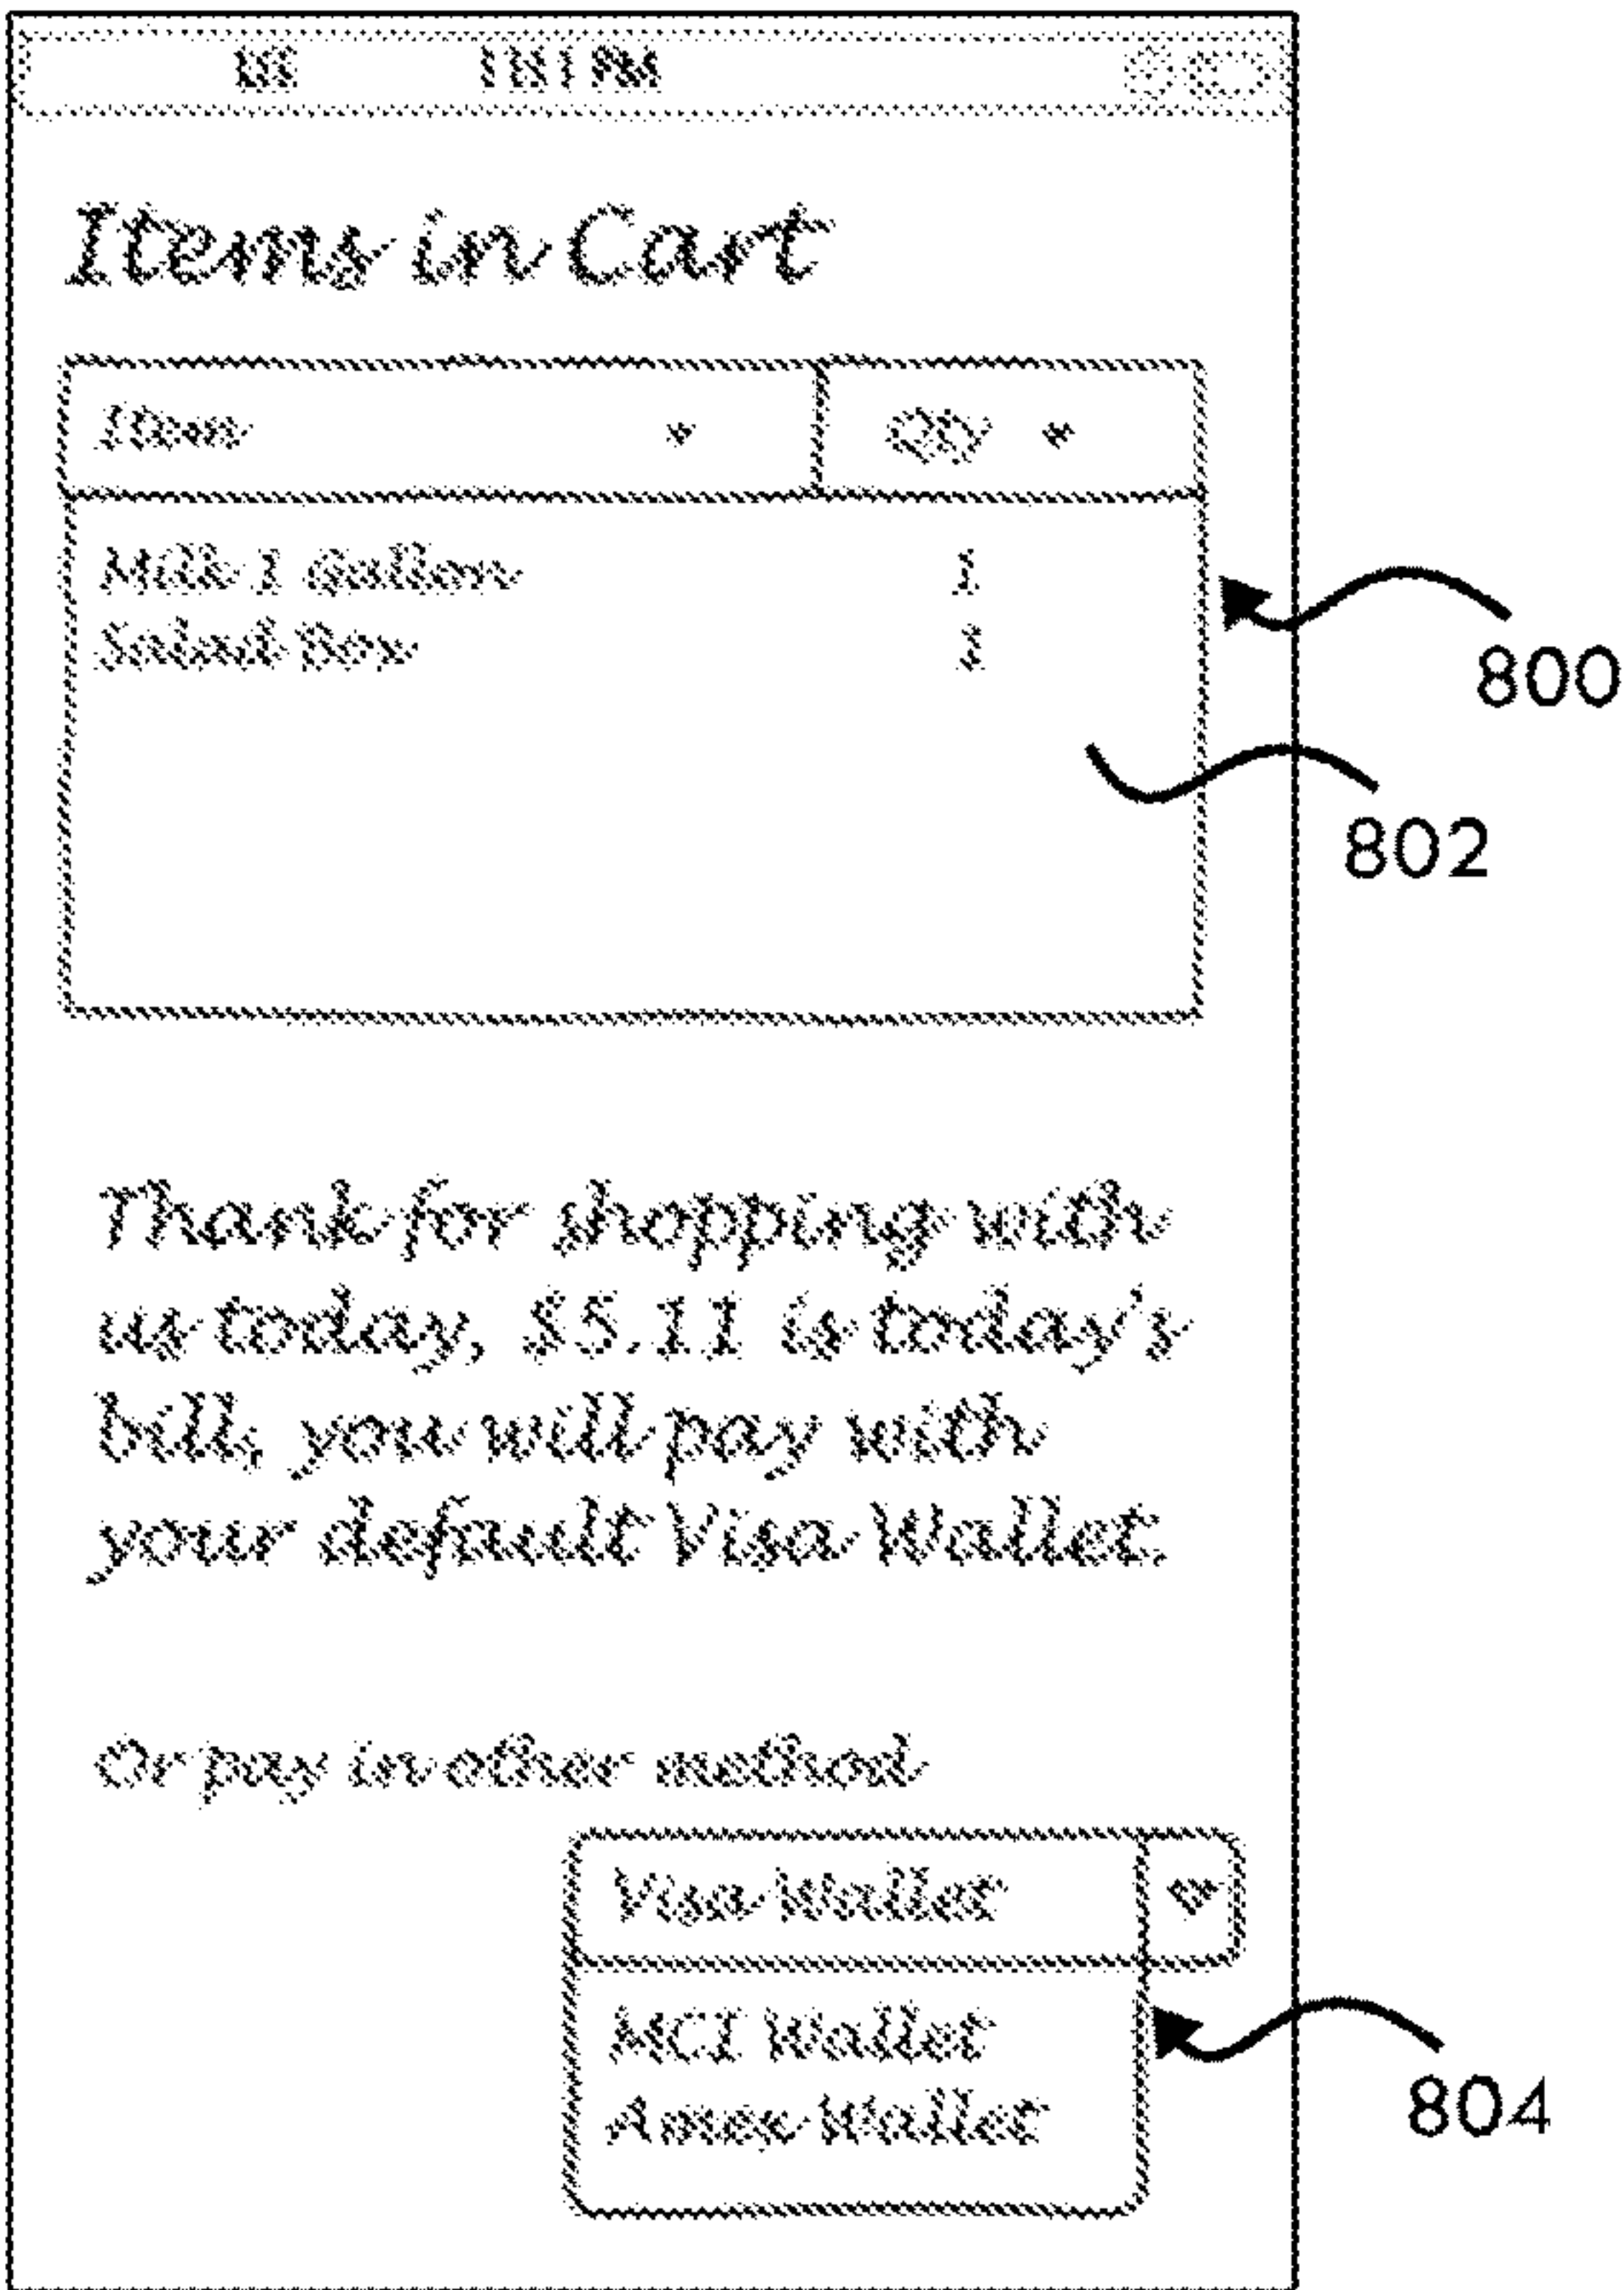 PM
Items in Cart
Item Qty
Milk 1 Gallon 1
Salad Box 1
800
802
Thank for shopping with
us today, $5.11 is today's
bill, you will pay with
your default Visa Wallet.
Or pay in other method
Visa Wallet
MCI Wallet
Amex Wallet
804